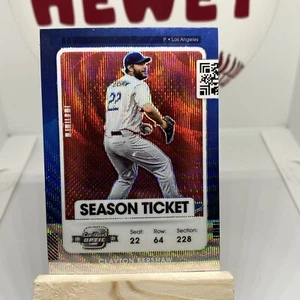 HEWET
P • Los Angeles
22
SEASON TICKET
Seat: Row: Section:
22 64 228
OPTIC
CLAYTON KERSHAW